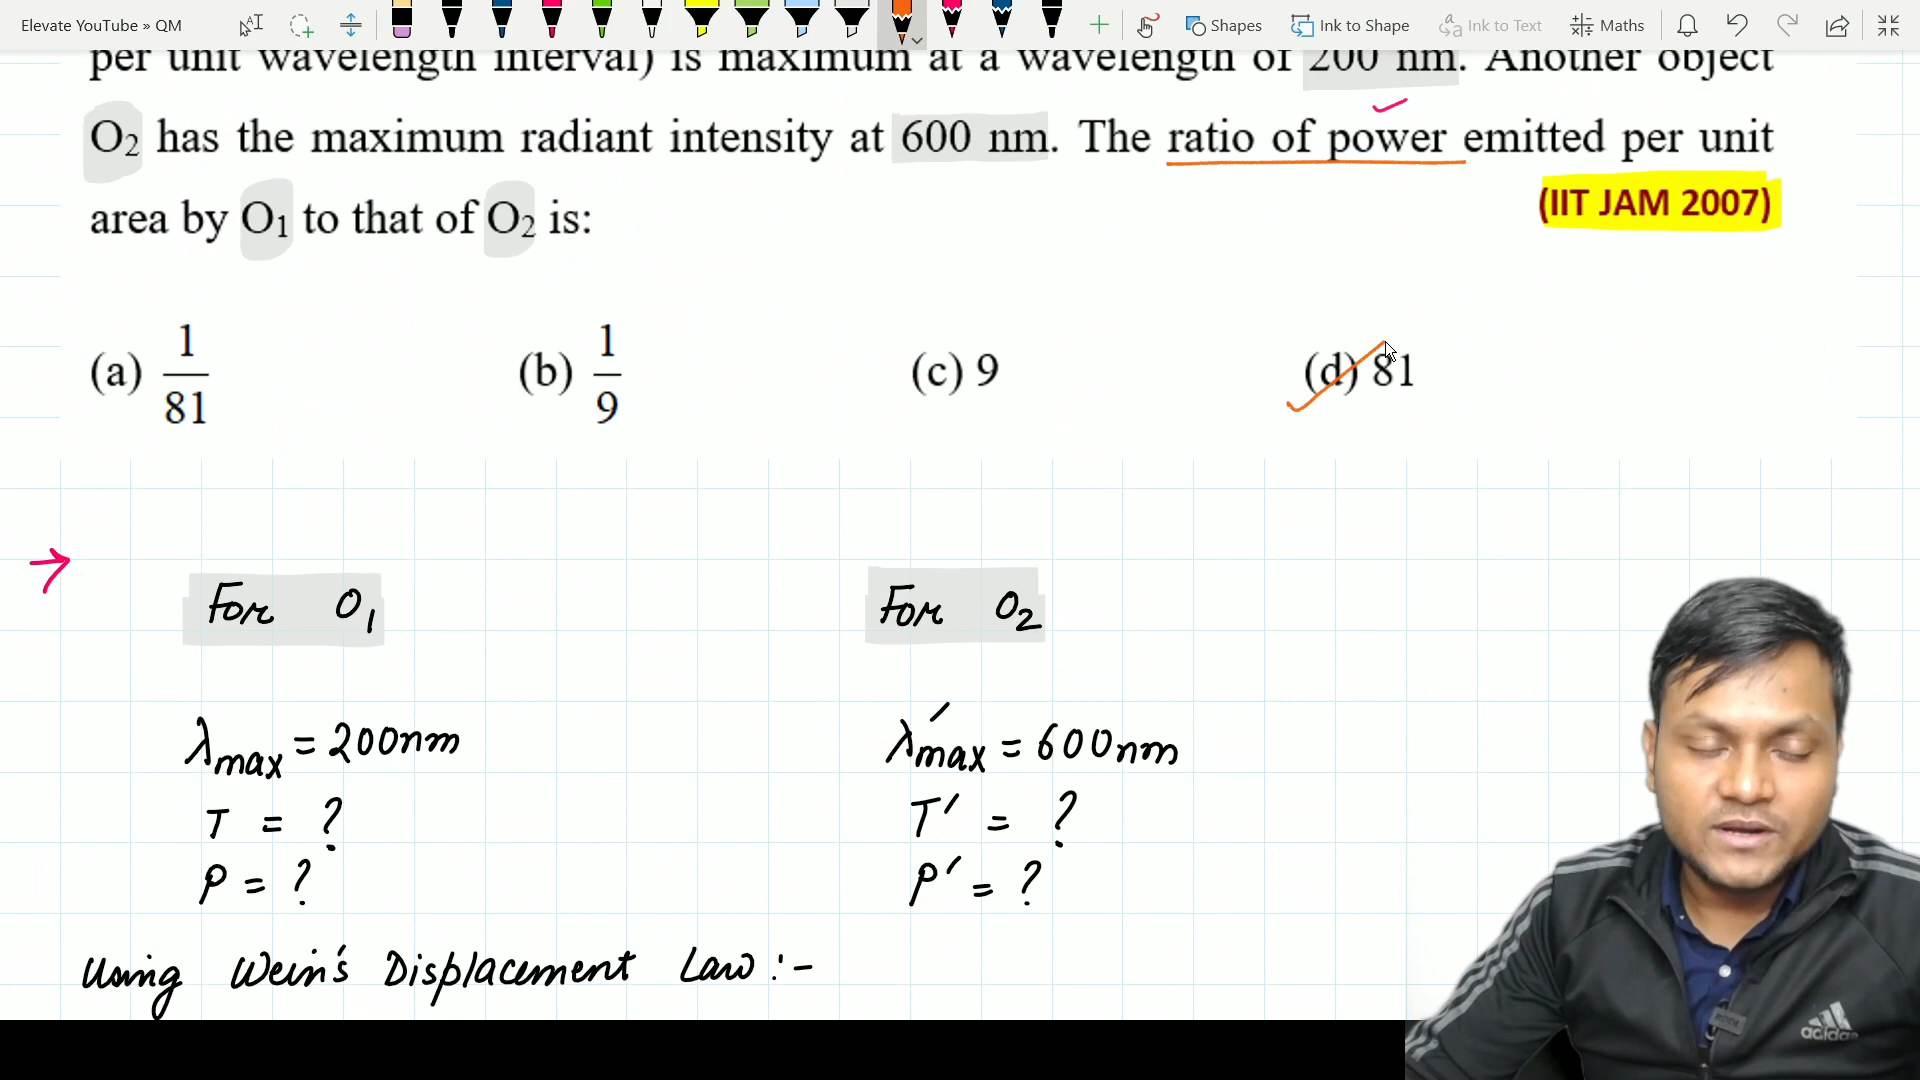 Elevate YouTube » QM
Shapes
Ink to Shape
Ink to Text
Maths
per unit wavelength interval) is maximum at a wavelength of 200 nm. Another object
O₂ has the maximum radiant intensity at 600 nm. The ratio of power emitted per unit
area by O₁ to that of O₂ is:
(IIT JAM 2007)
(a) 1/81 (b) 1/9 (c) 9 (d) 81
For O₁ For O₂
λmax = 200nm λ'max = 600nm
T = ? T' = ?
P = ? P' = ?
Using Wein's Displacement Law :-
adidas